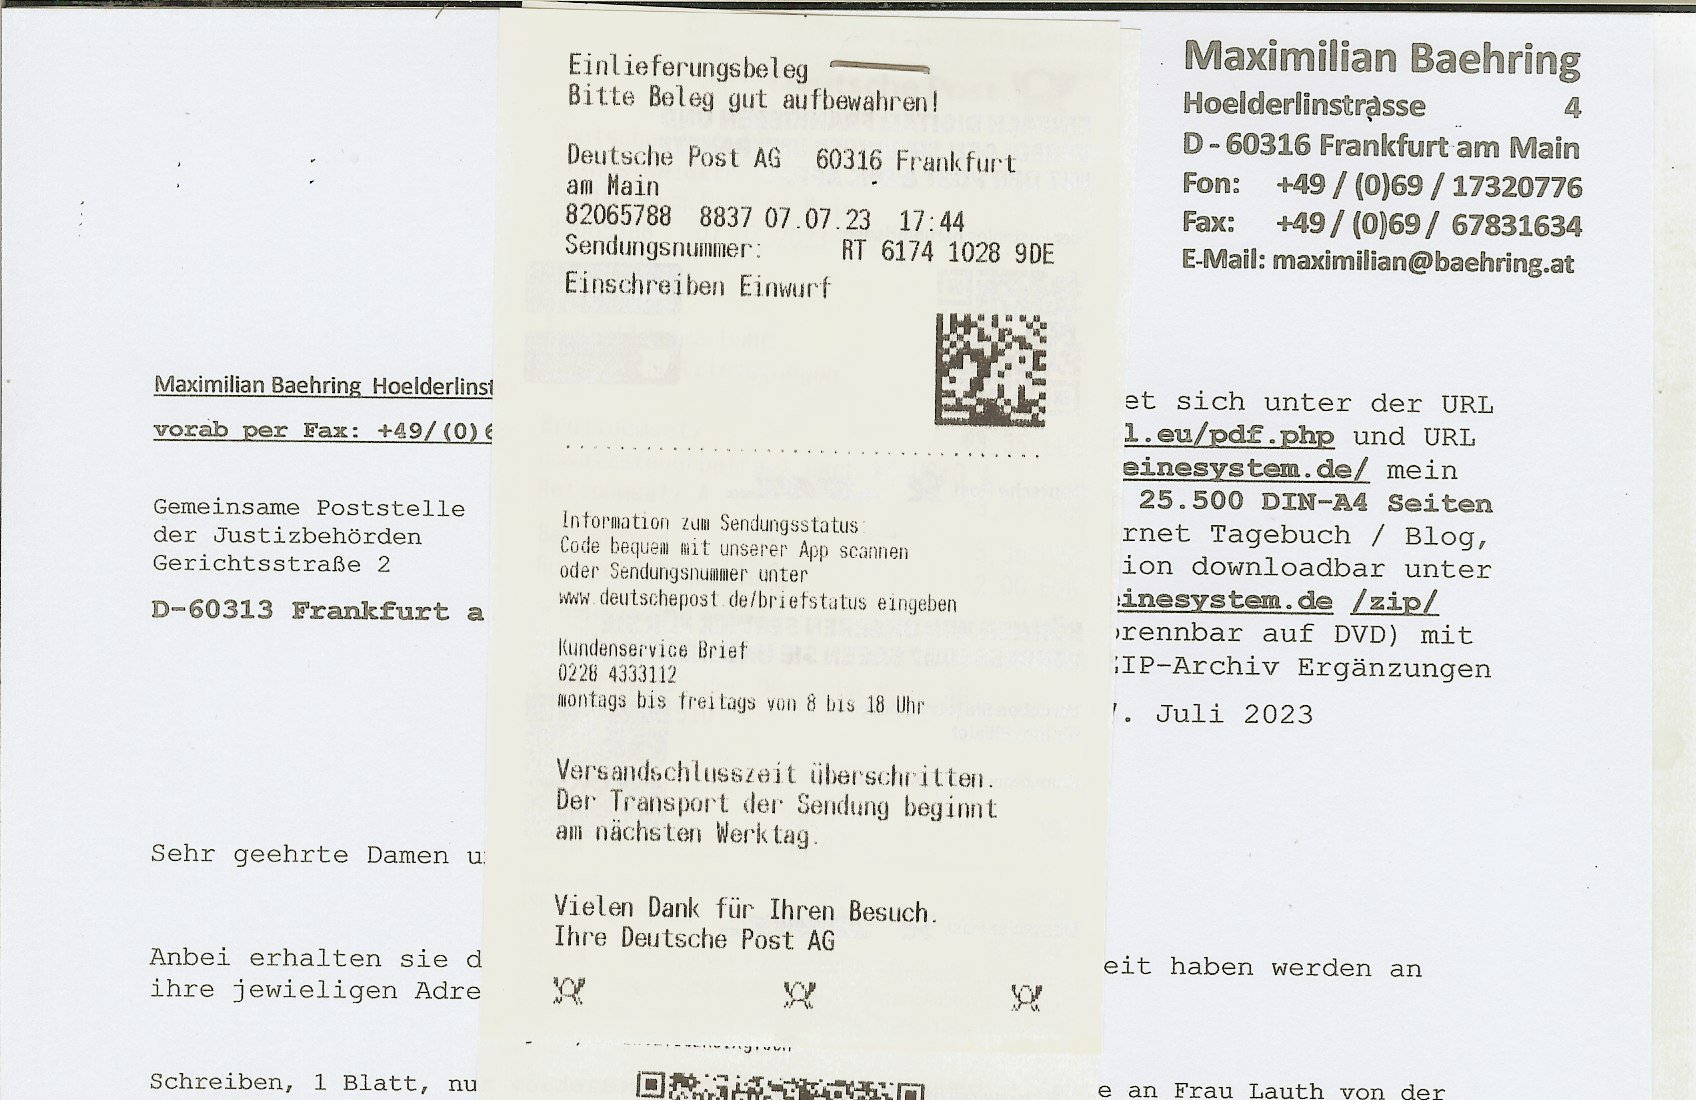 Einlieferungsbeleg
Bitte Beleg gut aufbewahren!
Deutsche Post AG 60316 Frankfurt
am Main
82065788 8837 07.07.23 17:44
Sendungsnummer: RT 6174 1028 9DE
Einschreiben Einwurf
Information zum Sendungsstatus:
Code bequem mit unserer App scannen
oder Sendungsnummer unter
www.deutschepost.de/briefstatus eingeben
Kundenservice Brief
0228 4333112
montags bis freitags von 8 bis 18 Uhr
Versandschlusszeit überschritten.
Der Transport der Sendung beginnt
am nächsten Werktag.
Vielen Dank für Ihren Besuch.
Ihre Deutsche Post AG
Maximilian Baehring
Hoelderlinstrasse 4
D - 60316 Frankfurt am Main
Fon: +49 / (0)69 / 17320776
Fax: +49 / (0)69 / 67831634
E-Mail: maximilian@baehring.at
Maximilian Baehring Hoelderlinst
vorab per Fax: +49/(0)6
Gemeinsame Poststelle
der Justizbehörden
Gerichtsstraße 2
D-60313 Frankfurt a
et sich unter der URL
l.eu/pdf.php und URL
einesystem.de/ mein
25.500 DIN-A4 Seiten
rnet Tagebuch / Blog,
ion downloadbar unter
einesystem.de /zip/
brennbar auf DVD) mit
ZIP-Archiv Ergänzungen
7. Juli 2023
Sehr geehrte Damen u
Anbei erhalten sie d
eit haben werden an
ihre jewieligen Adre
Schreiben, 1 Blatt, nu
e an Frau Lauth von der